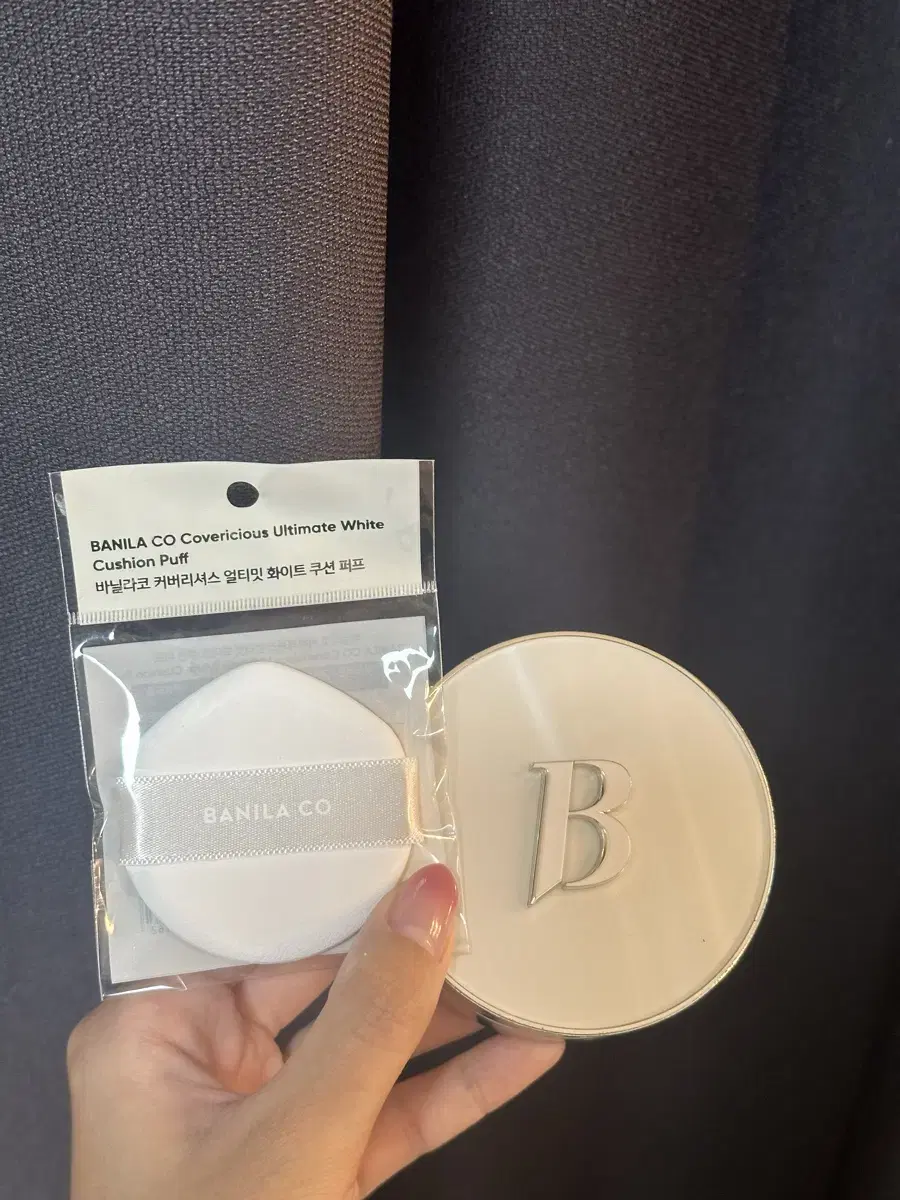 BANILA CO Covericious Ultimate White
Cushion Puff
바닐라코 커버리셔스 얼티밋 화이트 쿠션 퍼프
BANILA CO
B